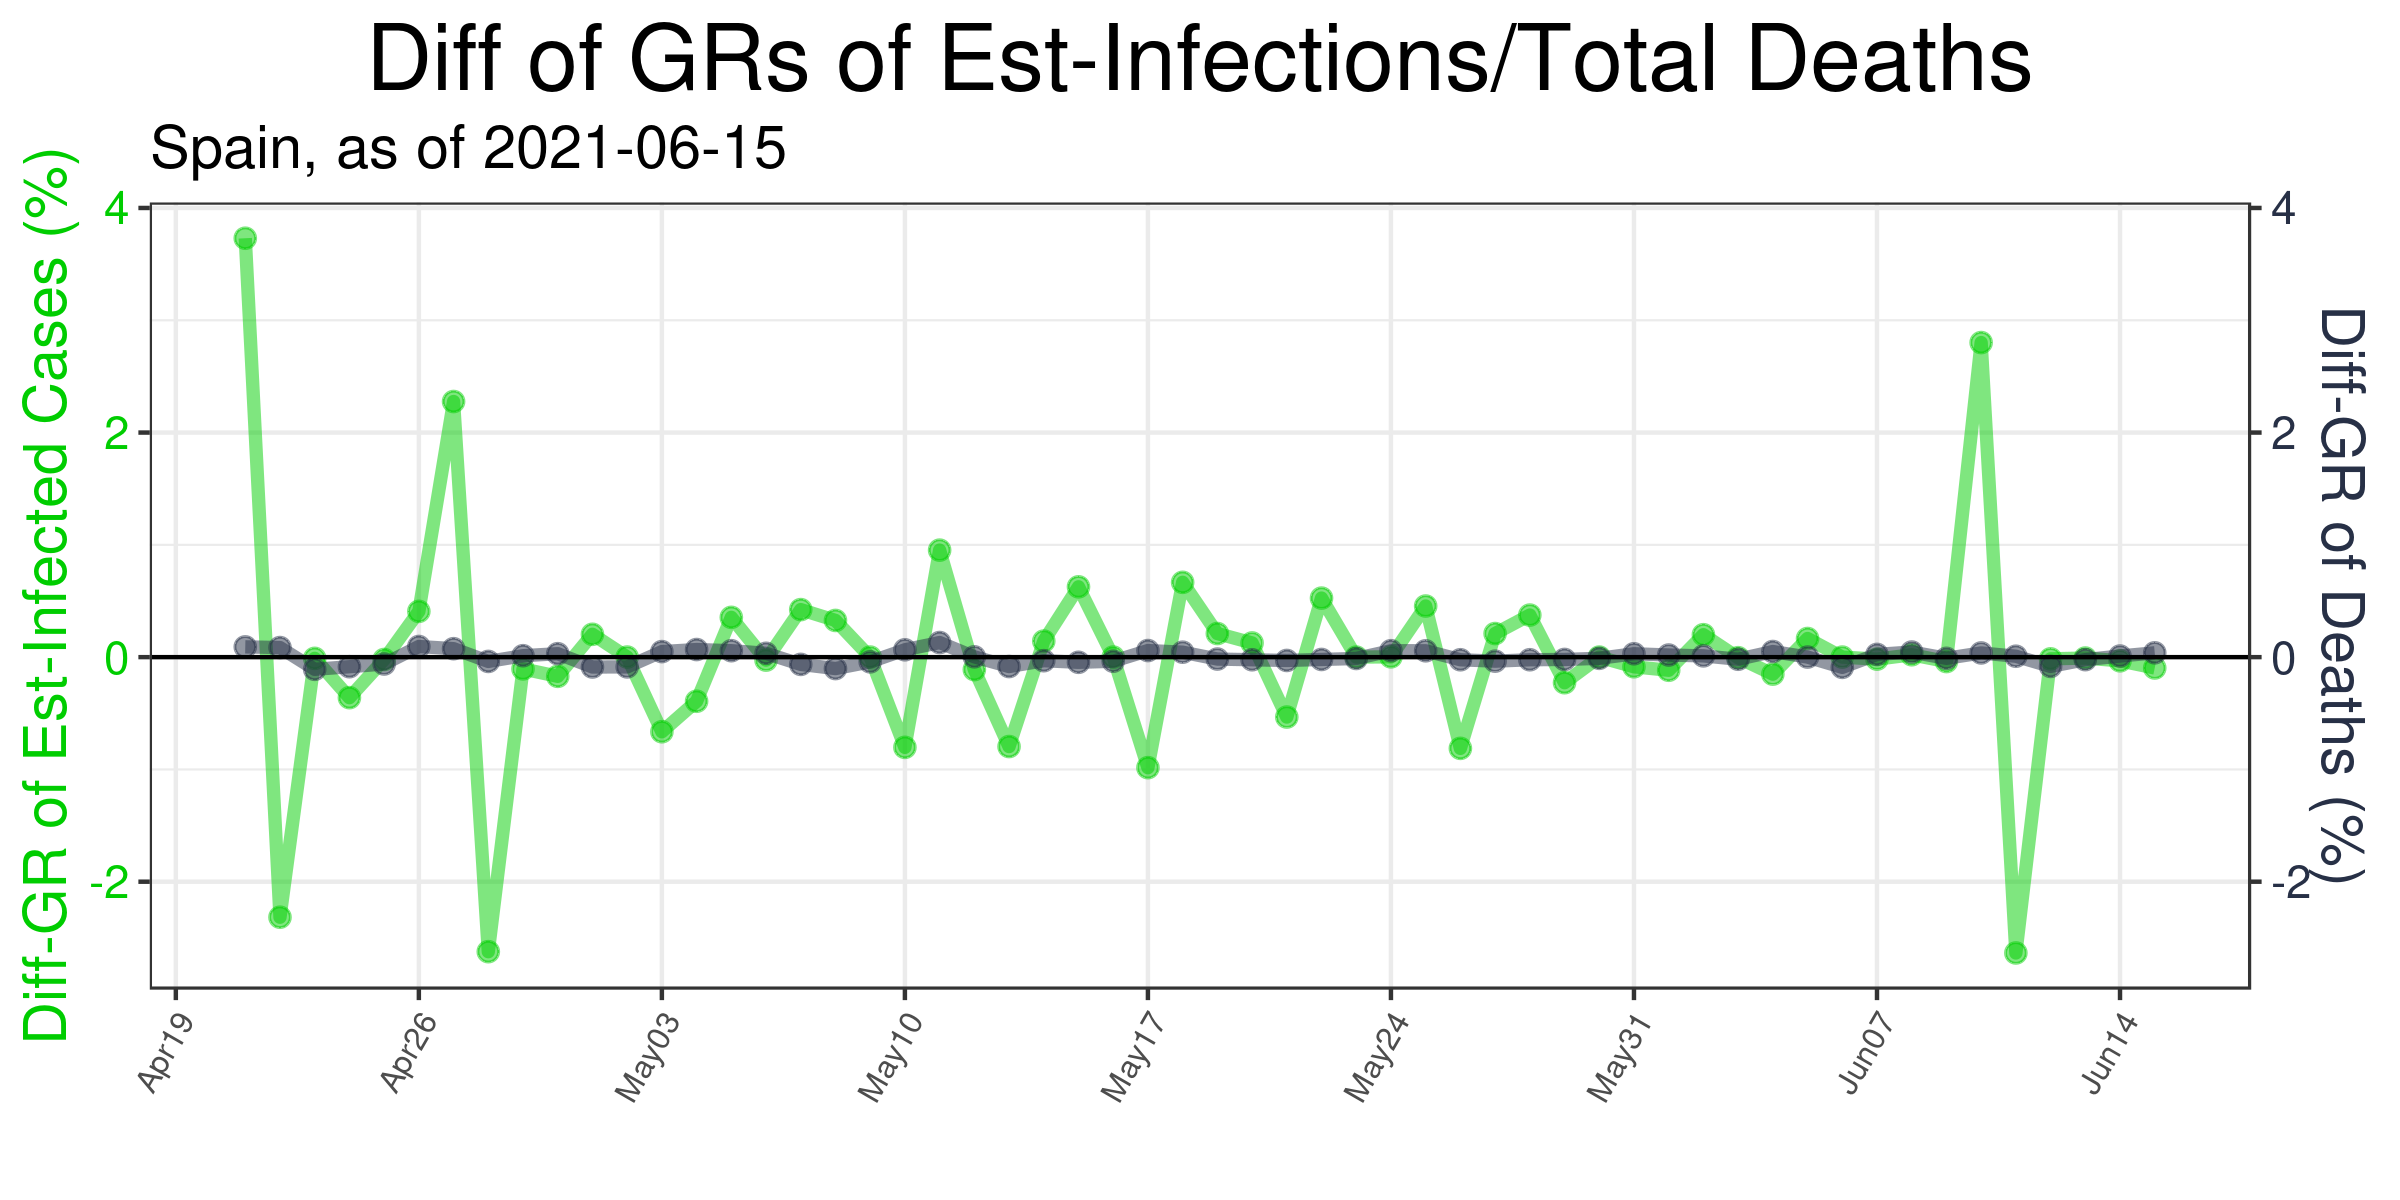 Diff of GRs of Est-Infections/Total Deaths
Spain, as of 2021-06-15
Diff-GR of Est-Infected Cases (%)
4
2
0
-2
4
2
0
-2
Diff-GR of Deaths (%)
Apr19
Apr26
May03
May10
May17
May24
May31
Jun07
Jun14